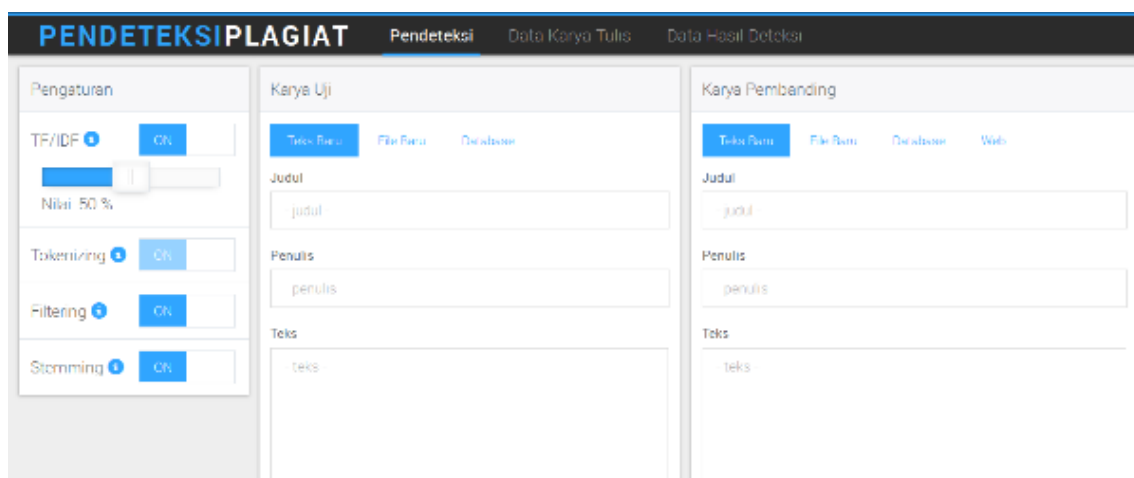 PENDETEKSIPLAGIAT Pendeteksi Data Karya Tulis Data Hasil Deteksi
Pengaturan
TF/IDF ON
Nilai 50 %
Tokenizing ON
Filtering ON
Stemming ON
Karya Uji
Teks Baru File Baru Database
Judul
- judul -
Penulis
- penulis -
Teks
- teks -
Karya Pembanding
Teks Baru File Baru Database Web
Judul
- judul -
Penulis
- penulis -
Teks
- teks -